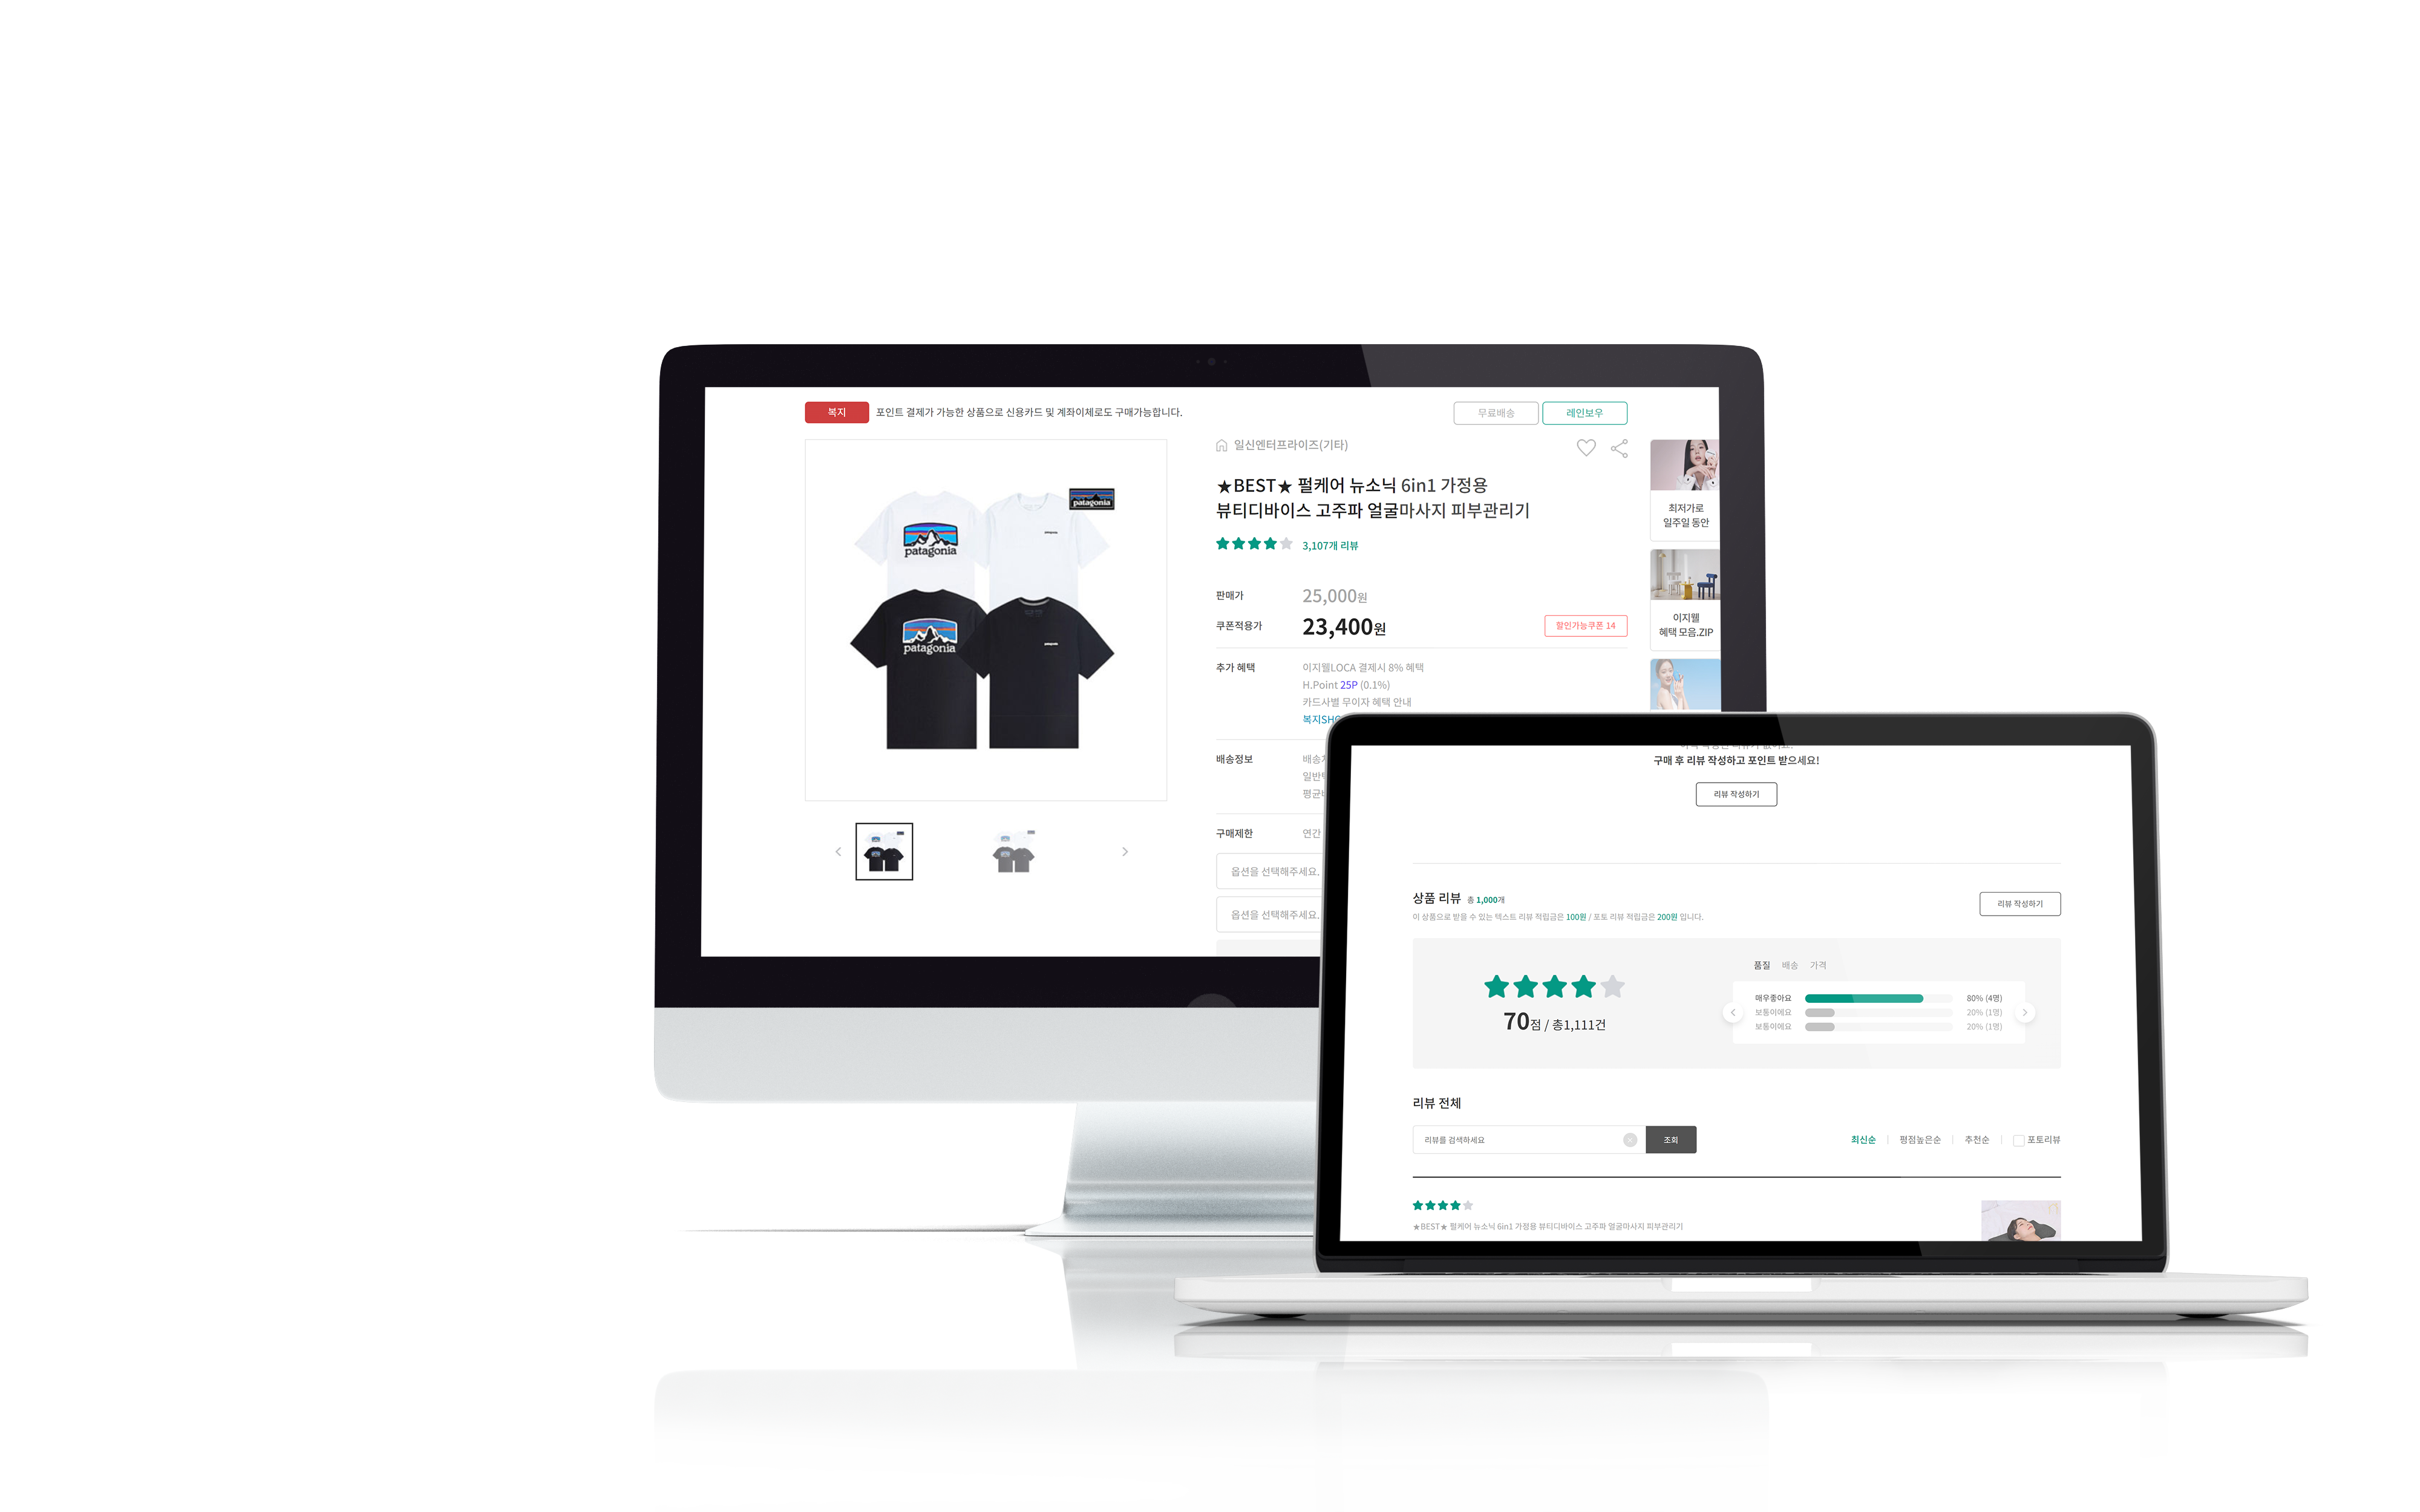 복지 포인트 결제가 가능한 상품으로 신용카드 및 계좌이체로도 구매가능합니다.
무료배송 레인보우
일신엔터프라이즈(기타)
★BEST★ 펄케어 뉴소닉 6in1 가정용
뷰티디바이스 고주파 얼굴마사지 피부관리기
3,107개 리뷰
판매가 25,000원
쿠폰적용가 23,400원 할인가능쿠폰 14
추가 혜택 이지웰LOCA 결제시 8% 혜택
H.Point 25P (0.1%)
카드사별 무이자 혜택 안내
복지SHO
배송정보 배송
일반
평균
구매제한 연간
옵션을 선택해주세요.
옵션을 선택해주세요.
patagonia
patagonia
patagonia
patagonia
patagonia
최저가로
일주일 동안
이지웰
혜택 모음.ZIP
구매 후 리뷰 작성하고 포인트 받으세요!
리뷰 작성하기
상품 리뷰 총 1,000개
리뷰 작성하기
이 상품으로 받을 수 있는 텍스트 리뷰 적립금은 100원 / 포토 리뷰 적립금은 200원 입니다.
70점 / 총1,111건
품질 배송 가격
매우좋아요 80% (4명)
보통이에요 20% (1명)
보통이에요 20% (1명)
리뷰 전체
리뷰를 검색하세요 조회
최신순 평점높은순 추천순 포토리뷰
★BEST★ 펄케어 뉴소닉 6in1 가정용 뷰티디바이스 고주파 얼굴마사지 피부관리기